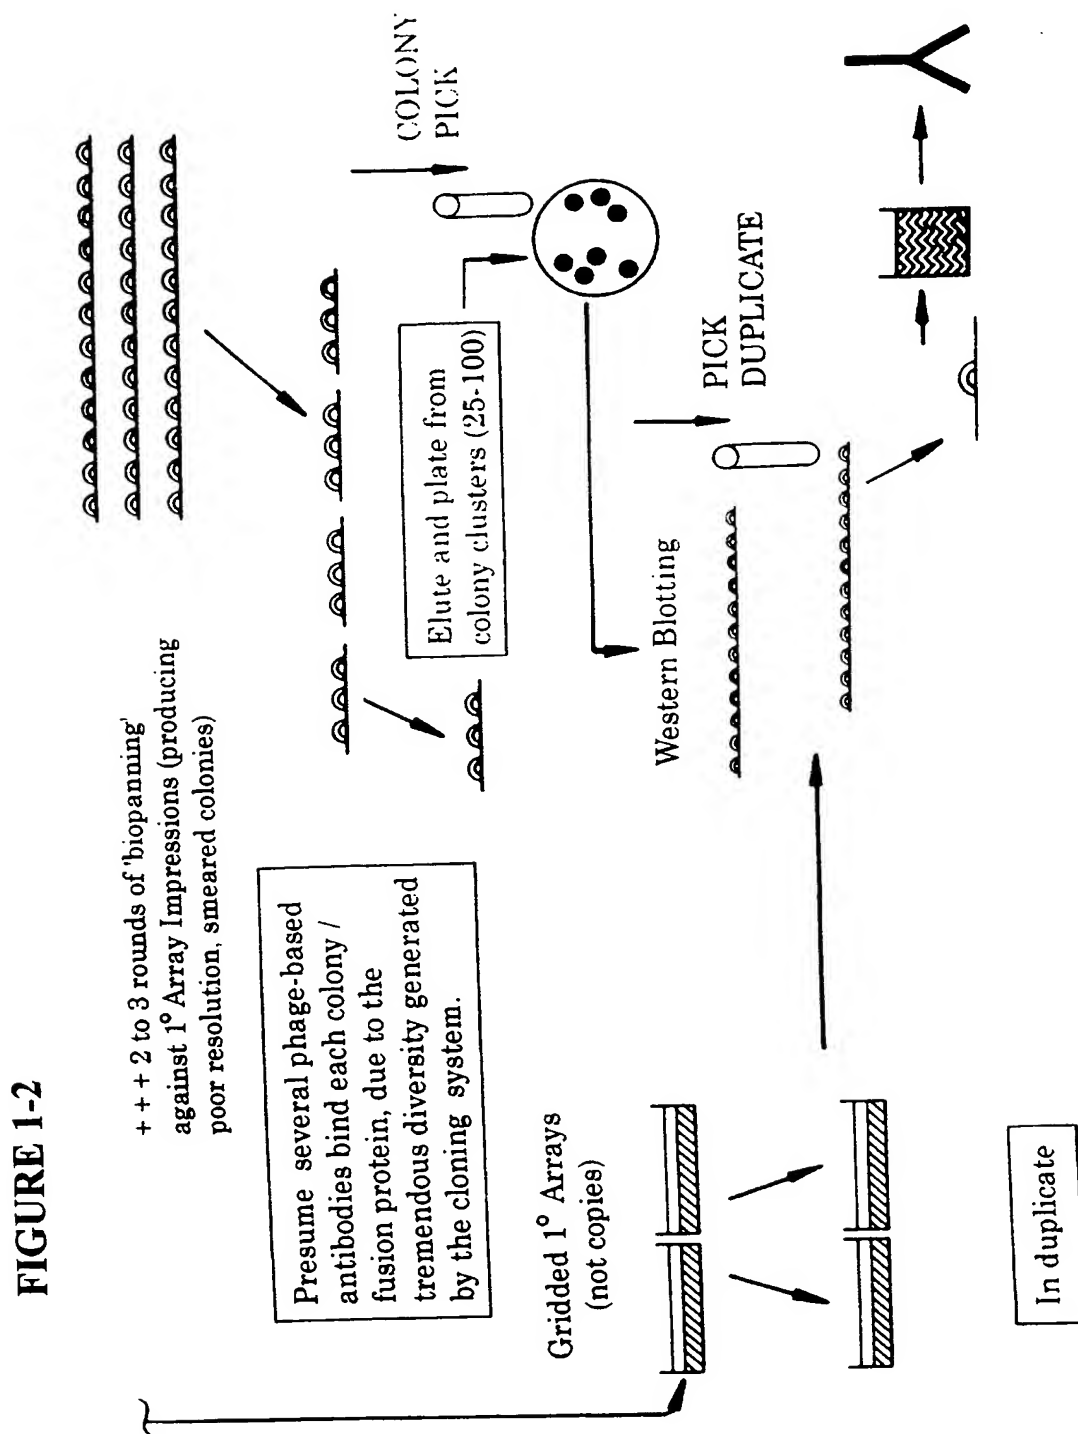 FIGURE 1-2
+ + + 2 to 3 rounds of 'biopanning'
against 1° Array Impressions (producing
poor resolution, smeared colonies)
Presume several phage-based
antibodies bind each colony /
fusion protein, due to the
tremendous diversity generated
by the cloning system.
COLONY
PICK
Elute and plate from
colony clusters (25-100)
Gridded 1° Arrays
(not copies)
Western Blotting
PICK
DUPLICATE
In duplicate